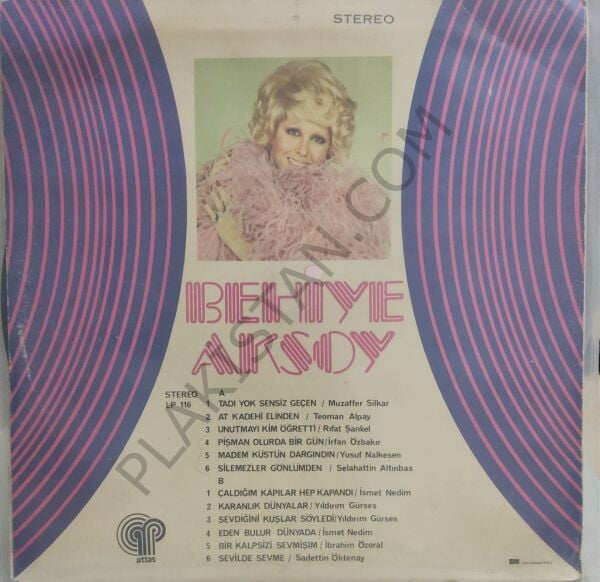 STEREO
BEHİYE
AKSOY
STEREO A
LP 116 1 TADI YOK SENSİZ GEÇEN / Muzaffer Silkar
2 AT KADEHİ ELİNDEN / Teoman Alpay
3 UNUTMAYI KİM ÖĞRETTİ / Rıfat Şanlıel
4 PİŞMAN OLURDA BİR GÜN / İrfan Özbakır
5 MADEM KÜSTÜN DARGINDIN / Yusuf Nalkesen
6 SİLEMEZLER GÖNLÜMDEN / Selahattin Altınbas
B
1 ÇALDIĞIM KAPILAR HEP KAPANDI / İsmet Nedim
2 KARANLIK DÜNYALAR / Yıldırım Gürses
3 SEVDİĞİNİ KUŞLAR SÖYLEDİ / Yıldırım Gürses
4 EDEN BULUR DÜNYADA / İsmet Nedim
5 BİR KALPSİZİ SEVMİŞİM / İbrahim Özoral
6 SEVİLDE SEVME / Sadettin Öktenay
atlas
PLAKISTAN.COM